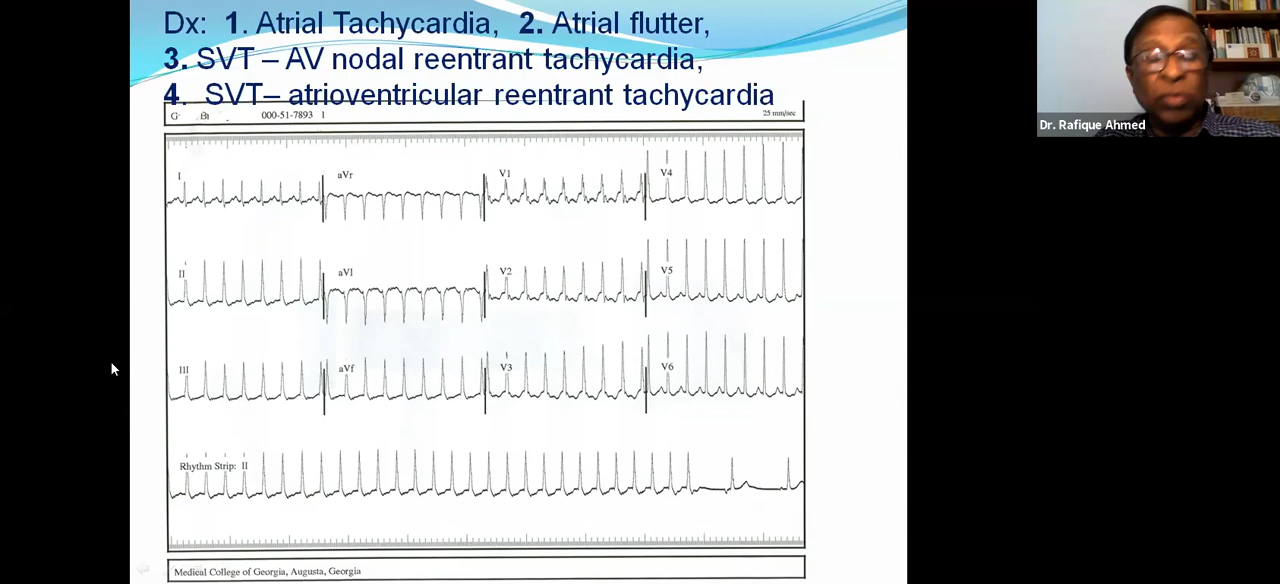 Dx: 1. Atrial Tachycardia, 2. Atrial flutter,
3. SVT – AV nodal reentrant tachycardia,
4. SVT– atrioventricular reentrant tachycardia
000-51-7893 1 25 mm/sec
Dr. Rafique Ahmed
I aVr V1 V4
II aVl V2 V5
III aVf V3 V6
Rhythm Strip: II
Medical College of Georgia, Augusta, Georgia